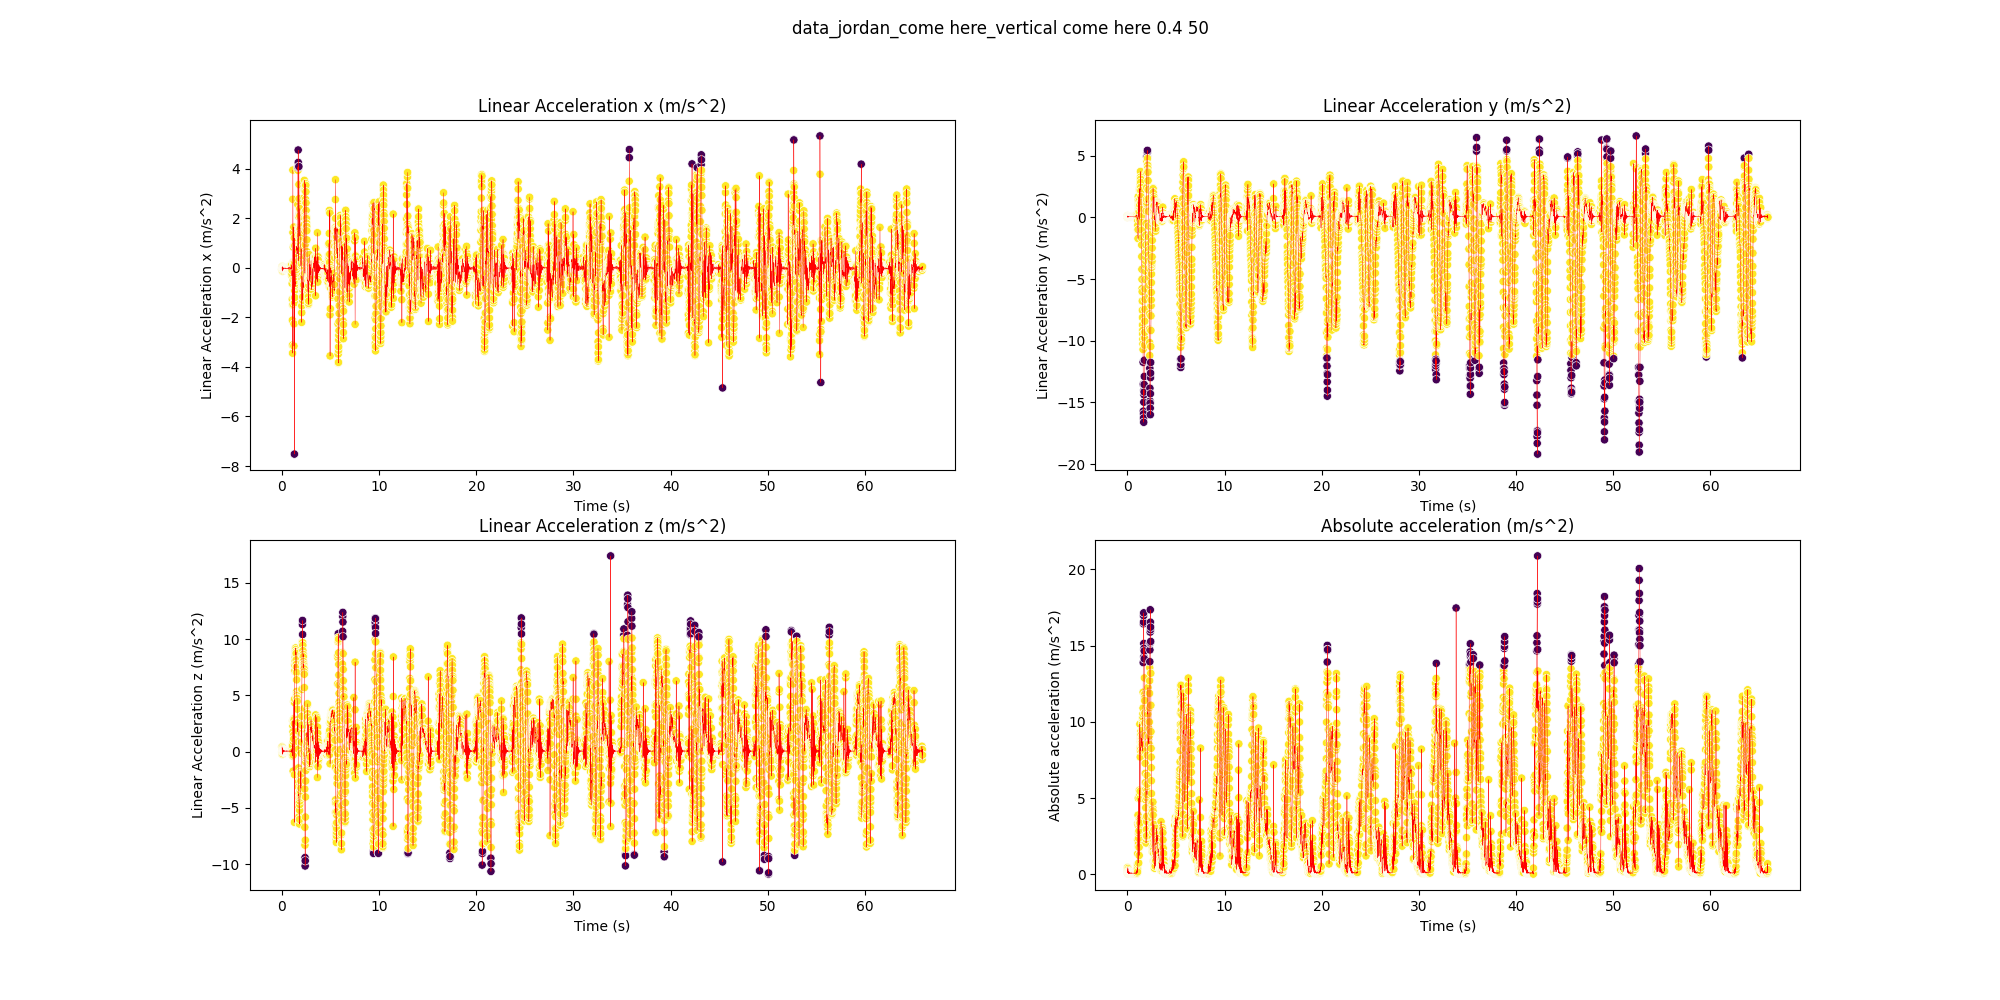 data_jordan_come here_vertical come here 0.4 50
Linear Acceleration x (m/s^2)
Linear Acceleration x (m/s^2)
4
2
0
−2
−4
−6
−8
0 10 20 30 40 50 60
Time (s)
Linear Acceleration y (m/s^2)
Linear Acceleration y (m/s^2)
5
0
−5
−10
−15
−20
0 10 20 30 40 50 60
Time (s)
Linear Acceleration z (m/s^2)
Linear Acceleration z (m/s^2)
15
10
5
0
−5
−10
0 10 20 30 40 50 60
Time (s)
Absolute acceleration (m/s^2)
Absolute acceleration (m/s^2)
20
15
10
5
0
0 10 20 30 40 50 60
Time (s)